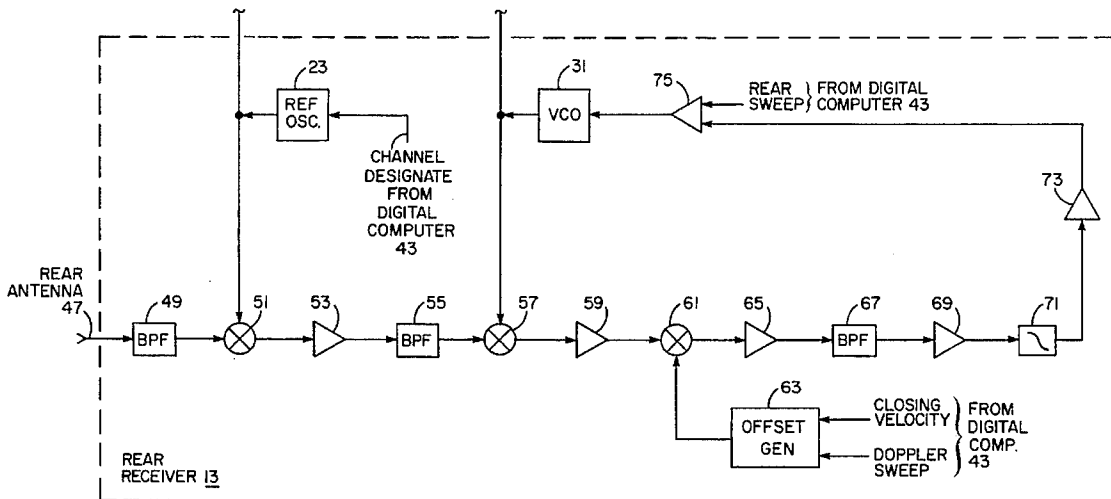 23
REF
OSC.
CHANNEL
DESIGNATE
FROM
DIGITAL
COMPUTER
43
31
VCO
75
REAR
SWEEP
FROM DIGITAL
COMPUTER 43
73
REAR
ANTENNA
47
49
BPF
51
53
55
BPF
57
59
61
65
67
BPF
69
71
63
OFFSET
GEN
CLOSING
VELOCITY
DOPPLER
SWEEP
FROM
DIGITAL
COMP.
43
REAR
RECEIVER 13